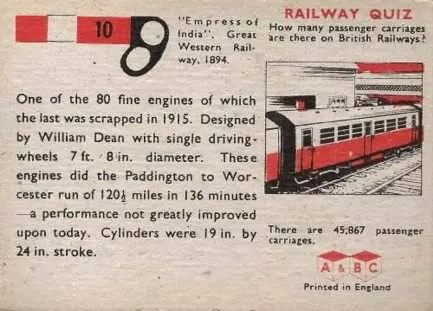 10
"Empress of
India", Great
Western Rail-
way, 1894.
One of the 80 fine engines of which
the last was scrapped in 1915. Designed
by William Dean with single driving-
wheels 7 ft. 8 in. diameter. These
engines did the Paddington to Wor-
cester run of 120½ miles in 136 minutes
—a performance not greatly improved
upon today. Cylinders were 19 in. by
24 in. stroke.
RAILWAY QUIZ
How many passenger carriages
are there on British Railways?
There are 45,867 passenger
carriages.
A & B C
Printed in England